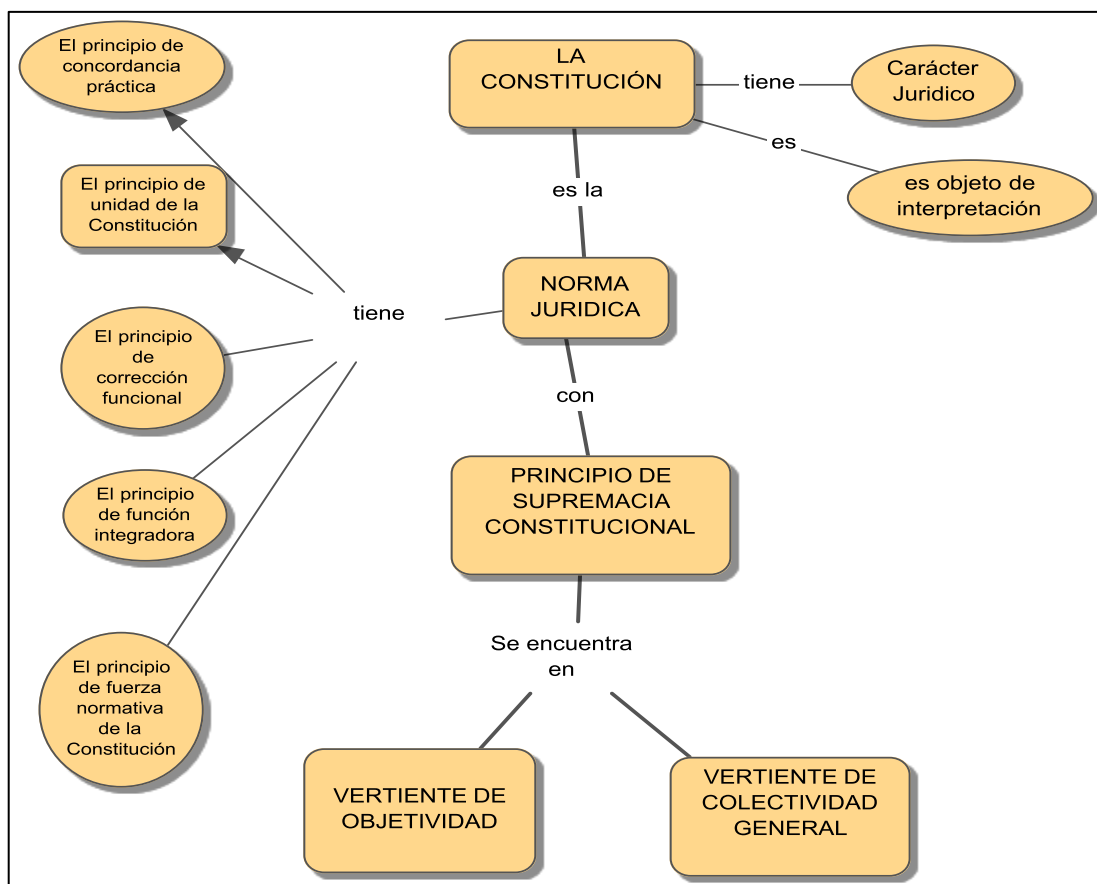 LA
CONSTITUCIÓN
tiene
Carácter
Juridico
es
es objeto de
interpretación
es la
NORMA
JURIDICA
tiene
El principio de
concordancia
práctica
El principio de
unidad de la
Constitución
El principio
de
corrección
funcional
El principio
de función
integradora
El principio
de fuerza
normativa
de la
Constitución
con
PRINCIPIO DE
SUPREMACIA
CONSTITUCIONAL
Se encuentra
en
VERTIENTE DE
OBJETIVIDAD
VERTIENTE DE
COLECTIVIDAD
GENERAL